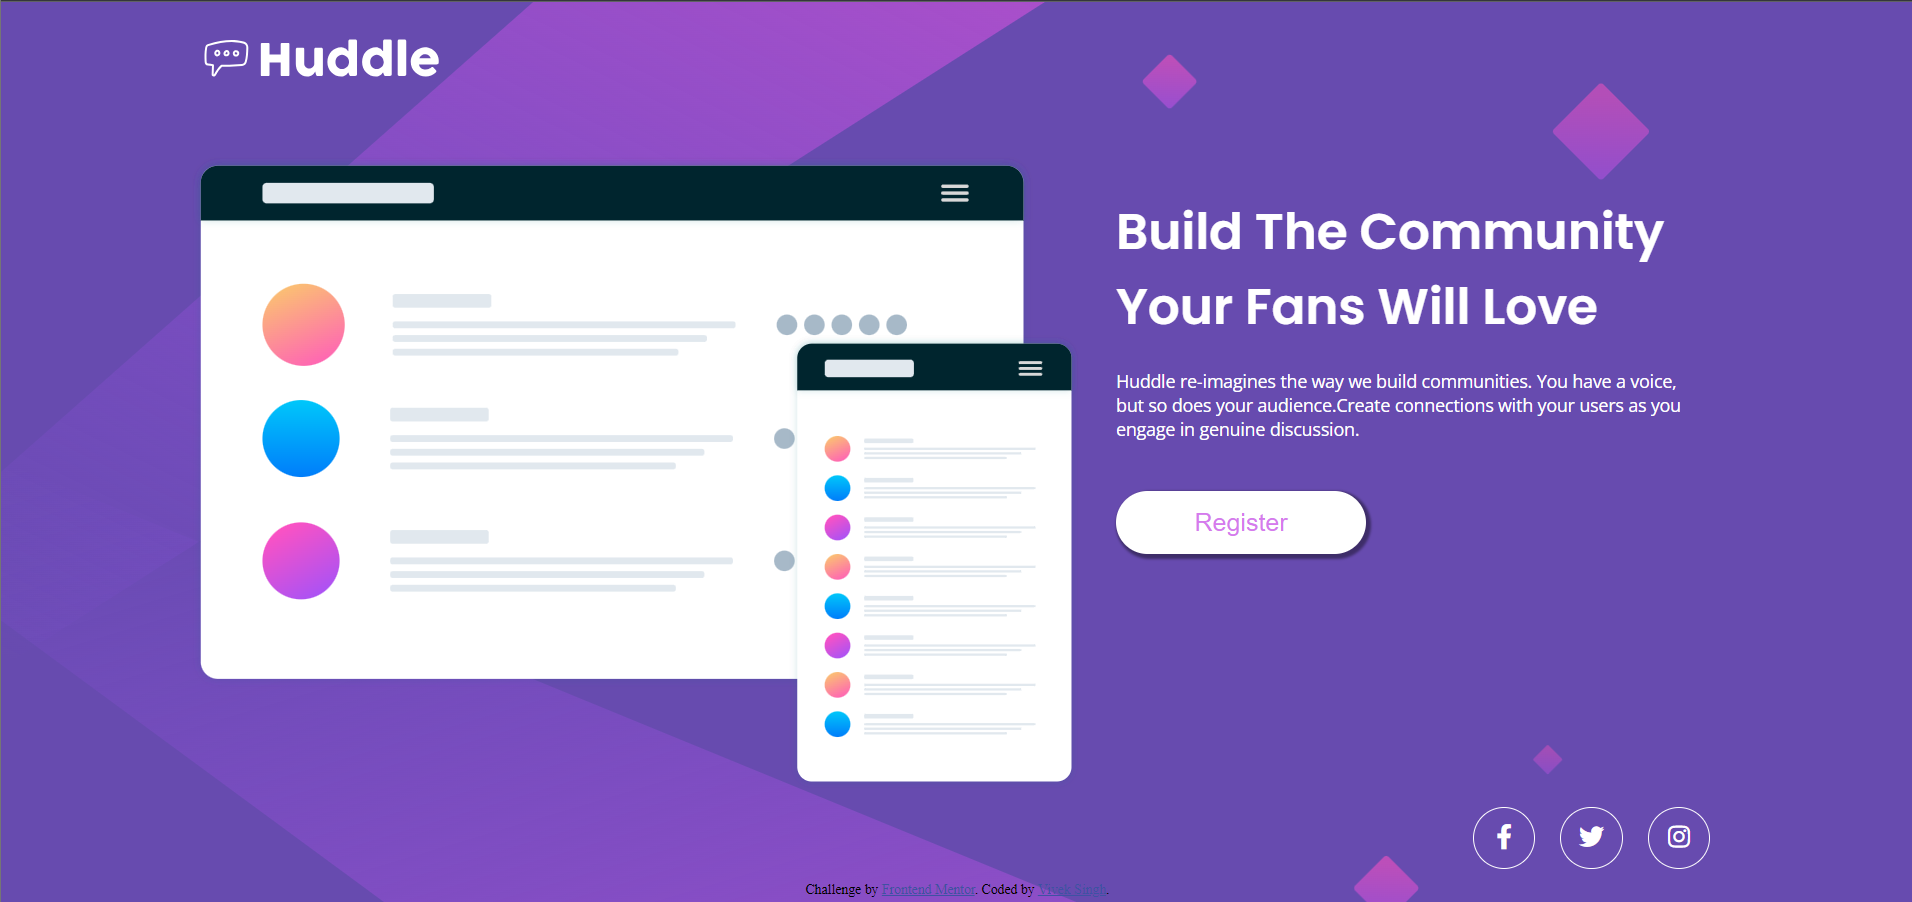 Huddle
Build The Community
Your Fans Will Love
Huddle re-imagines the way we build communities. You have a voice,
but so does your audience.Create connections with your users as you
engage in genuine discussion.
Register
Challenge by Frontend Mentor. Coded by Vivek Singh.